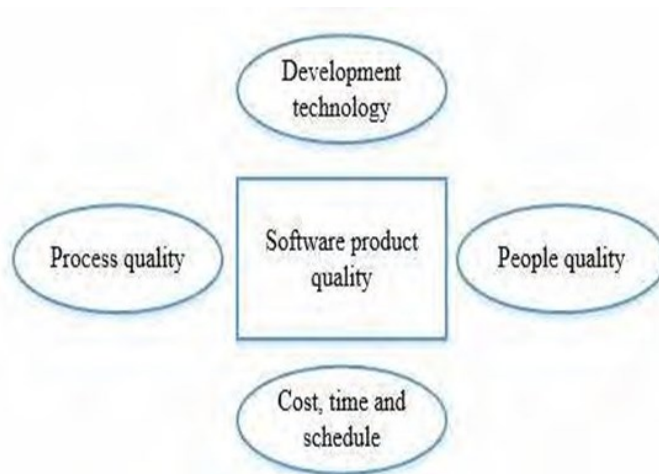 Development
technology
Process quality
Software product
quality
People quality
Cost, time and
schedule